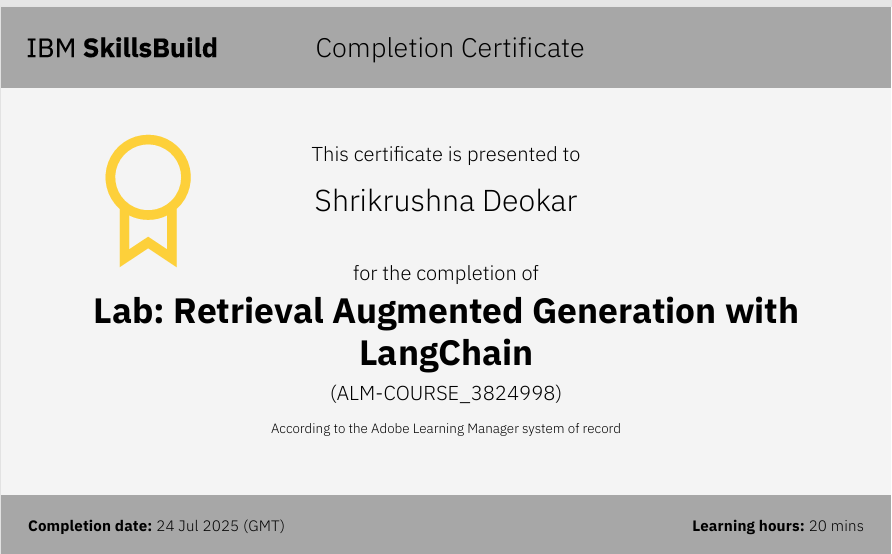 IBM SkillsBuild
Completion Certificate
This certificate is presented to
Shrikrushna Deokar
for the completion of
Lab: Retrieval Augmented Generation with
LangChain
(ALM-COURSE_3824998)
According to the Adobe Learning Manager system of record
Completion date: 24 Jul 2025 (GMT)
Learning hours: 20 mins